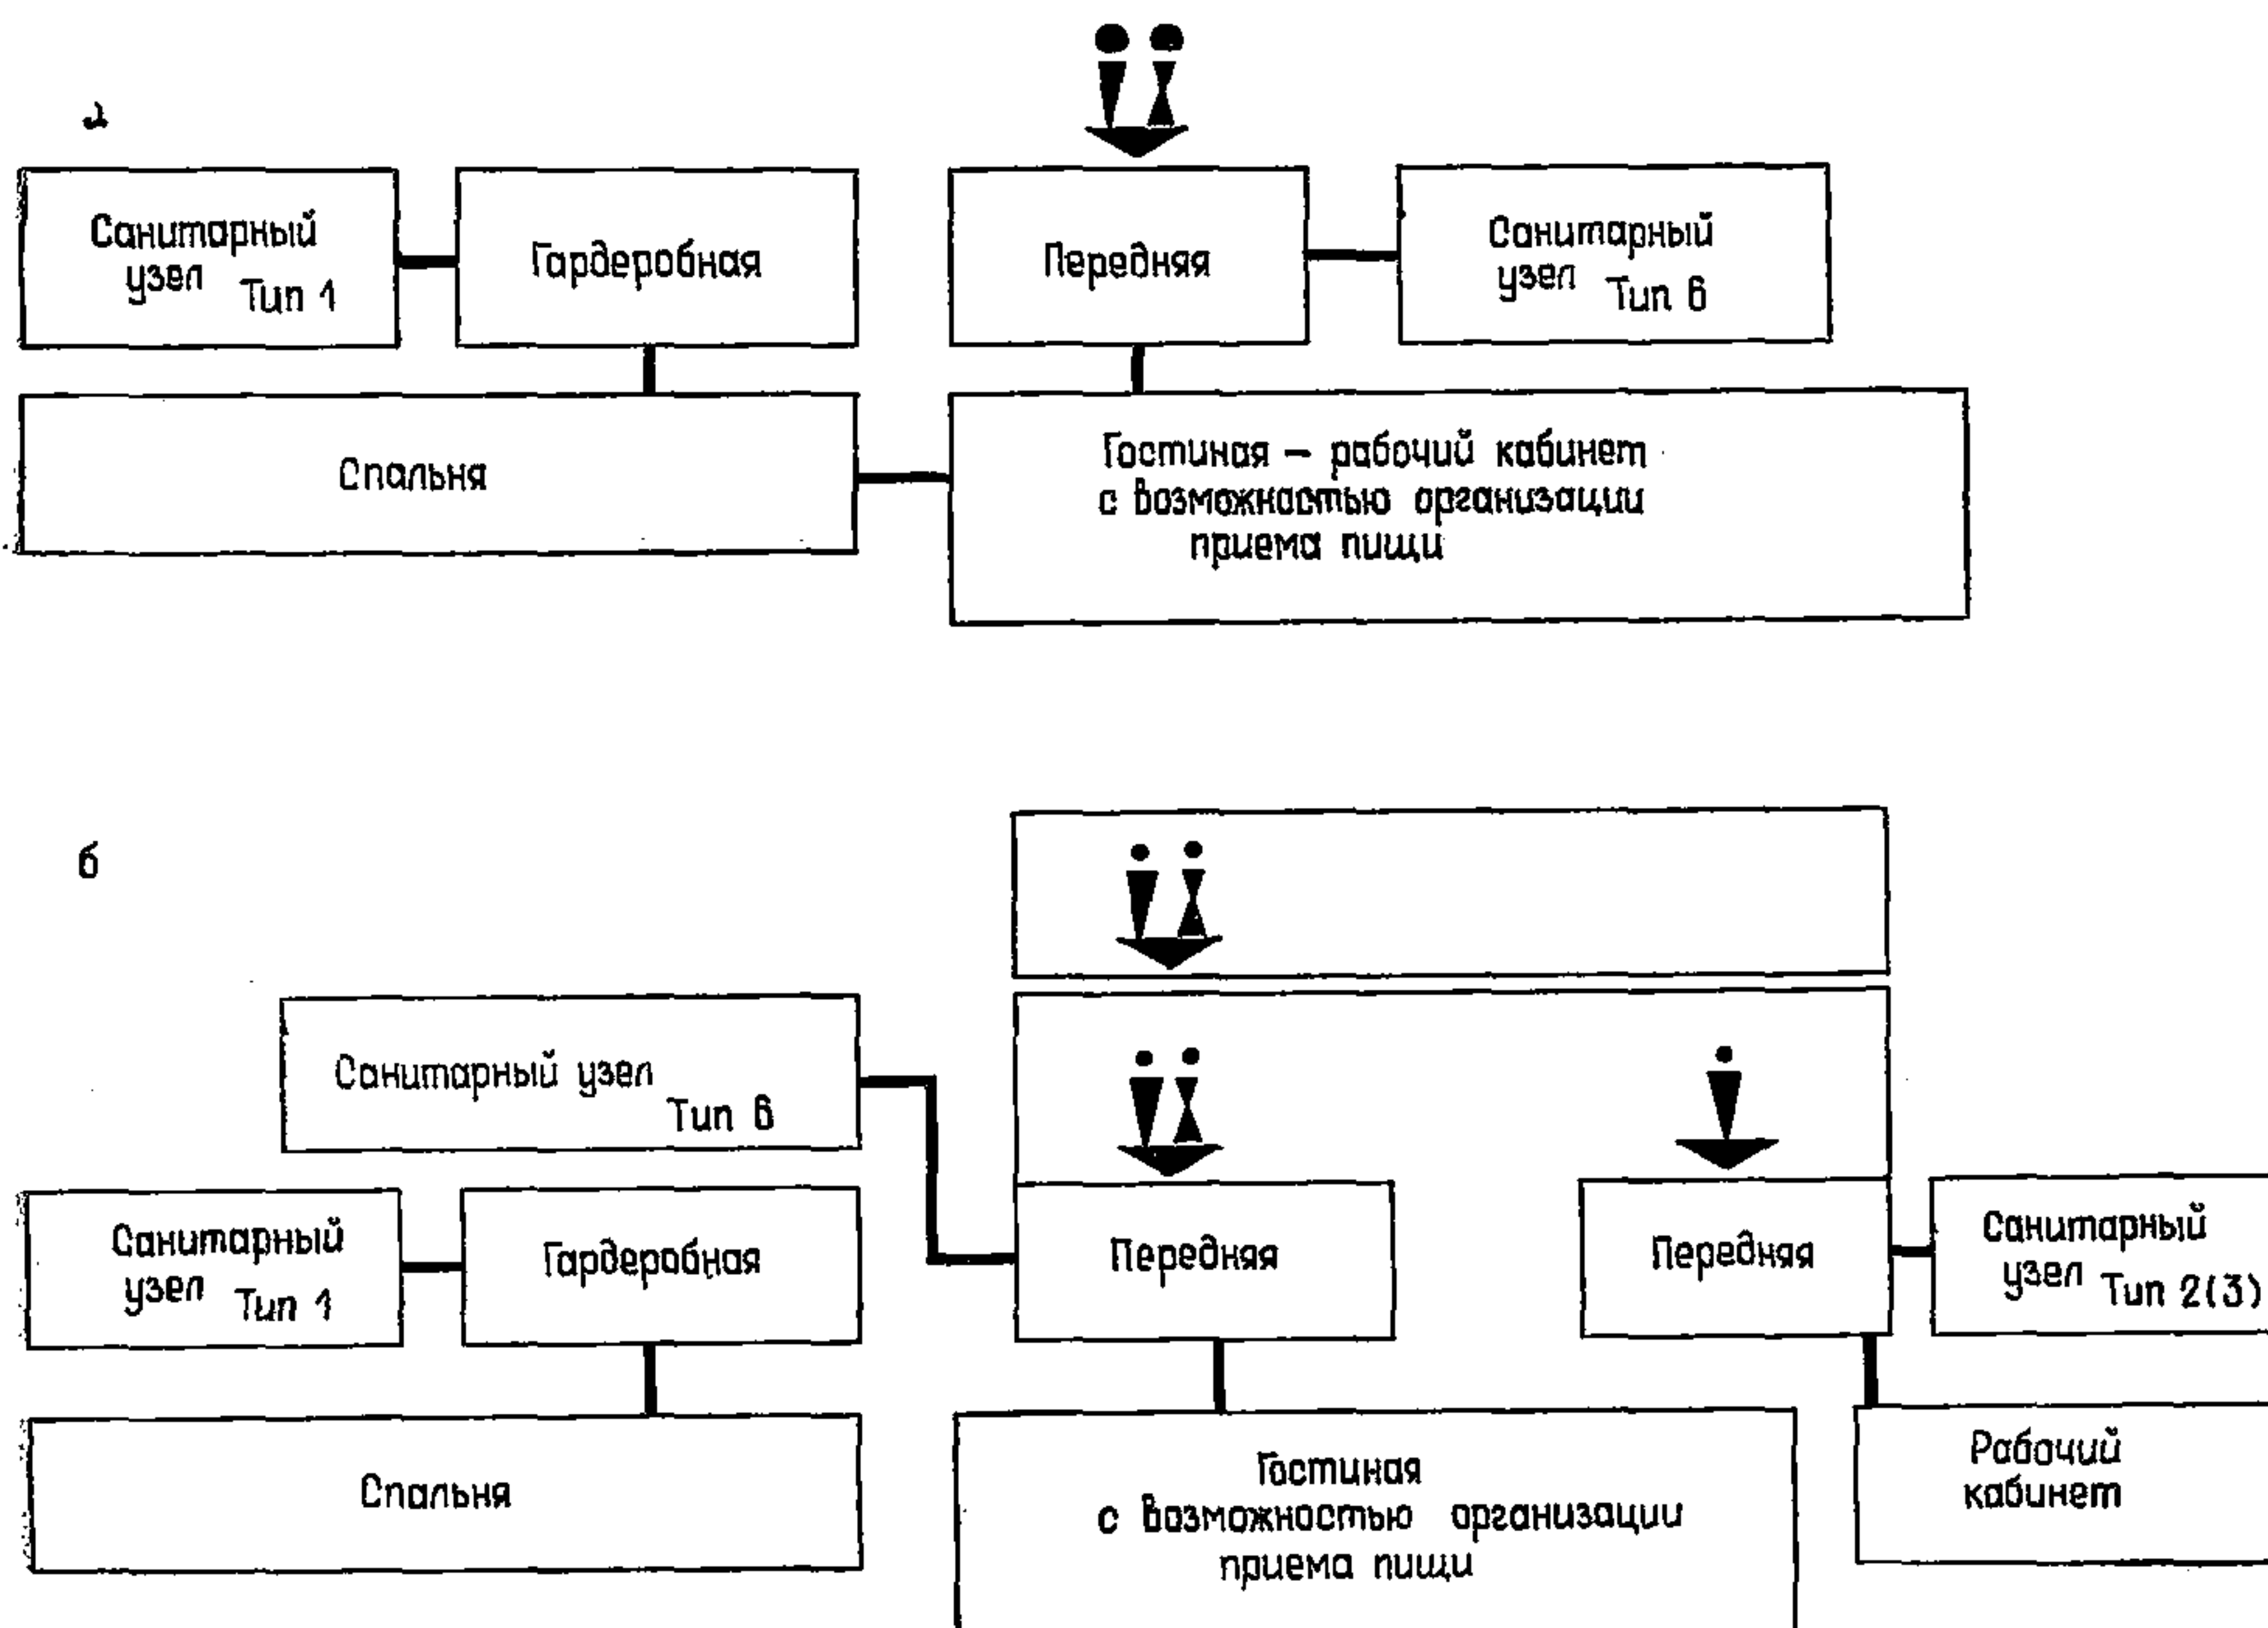 а
Санитарный
узел Тип 1
Гардеробная
Передняя
Санитарный
узел Тип 6
Спальня
Гостиная – рабочий кабинет
с возможностью организации
приема пищи
б
Санитарный узел
Тип 6
Санитарный
узел Тип 1
Гардеробная
Передняя
Передняя
Санитарный
узел Тип 2(3)
Спальня
Гостиная
с возможностью организации
приема пищи
Рабочий
кабинет